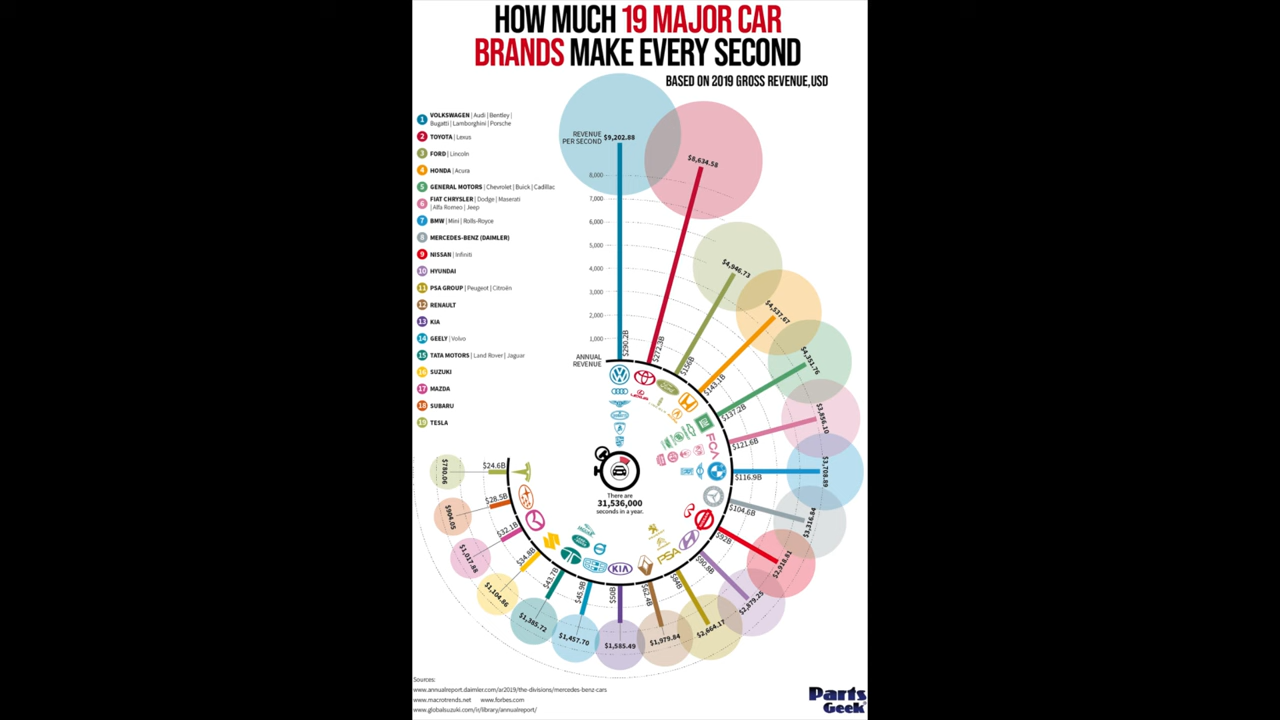 HOW MUCH 19 MAJOR CAR
BRANDS MAKE EVERY SECOND
BASED ON 2019 GROSS REVENUE,USD
1 VOLKSWAGEN | Audi | Bentley |
Bugatti | Lamborghini | Porsche
2 TOYOTA | Lexus
3 FORD | Lincoln
4 HONDA | Acura
5 GENERAL MOTORS | Chevrolet | Buick | Cadillac
6 FIAT CHRYSLER | Dodge | Maserati
| Alfa Romeo | Jeep
7 BMW | Mini | Rolls-Royce
8 MERCEDES-BENZ (DAIMLER)
9 NISSAN | Infiniti
10 HYUNDAI
11 PSA GROUP | Peugeot | Citroën
12 RENAULT
13 KIA
14 GEELY | Volvo
15 TATA MOTORS | Land Rover | Jaguar
16 SUZUKI
17 MAZDA
18 SUBARU
19 TESLA
REVENUE
PER SECOND
$9,202.88
8,000
7,000
6,000
5,000
4,000
3,000
2,000
1,000
ANNUAL
REVENUE
$290.2B
$8,634.58
$272.3B
$4,946.73
$156B
$4,537.67
$143.1B
$4,351.76
$137.2B
$3,856.10
$121.6B
$3,708.89
$116.9B
$3,316.84
$104.6B
$2,918.81
$92B
$2,879.25
$90.8B
$2,664.17
$84B
$1,979.84
$62.4B
$1,585.49
$50B
$1,457.70
$45.9B
$1,385.72
$43.7B
$1,104.86
$34.8B
$1,017.88
$32.1B
$904.05
$28.5B
$780.06
$24.6B
FCA
PSA
KIA
There are
31,536,000
seconds in a year.
Sources:
www.annualreport.daimler.com/ar2019/the-divisions/mercedes-benz-cars
www.macrotrends.net www.forbes.com
www.globalsuzuki.com/ir/library/annualreport/
Parts
Geek